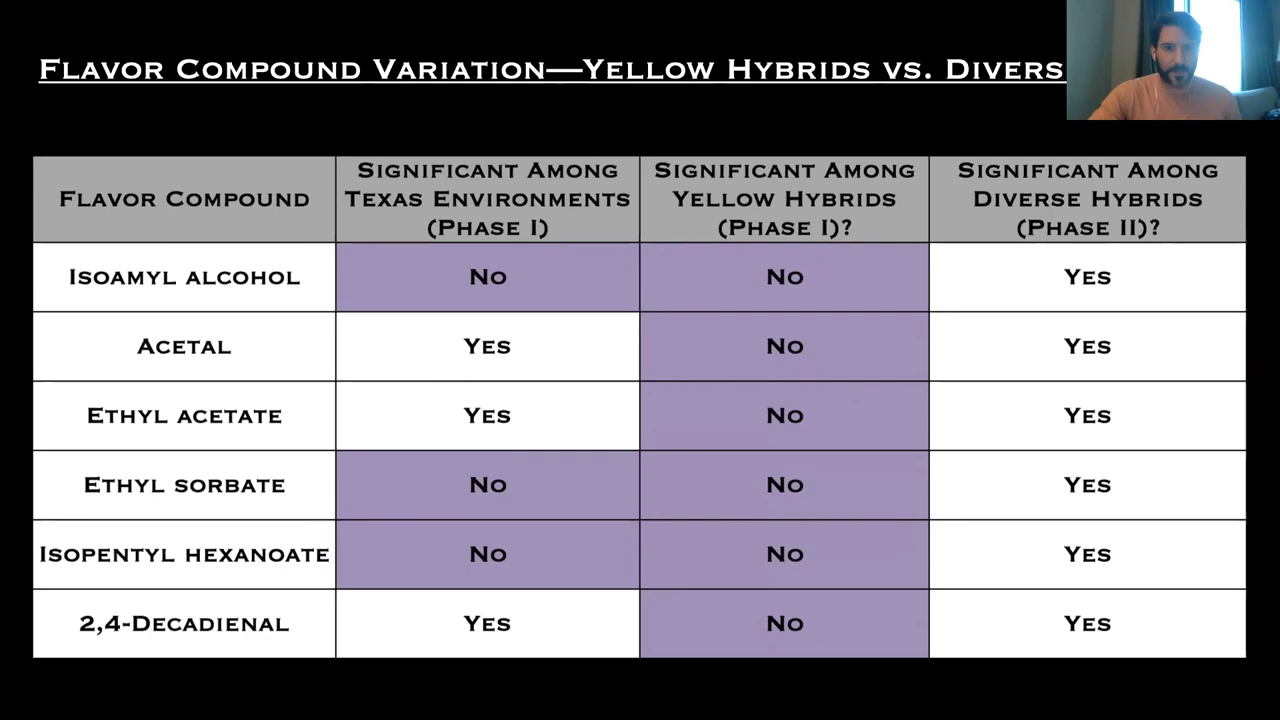 Flavor Compound Variation—Yellow Hybrids vs. Divers
Flavor Compound
Significant Among
Texas Environments
(Phase I)
Significant Among
Yellow Hybrids
(Phase I)?
Significant Among
Diverse Hybrids
(Phase II)?
Isoamyl alcohol
No
No
Yes
Acetal
Yes
No
Yes
Ethyl acetate
Yes
No
Yes
Ethyl sorbate
No
No
Yes
Isopentyl hexanoate
No
No
Yes
2,4-Decadienal
Yes
No
Yes